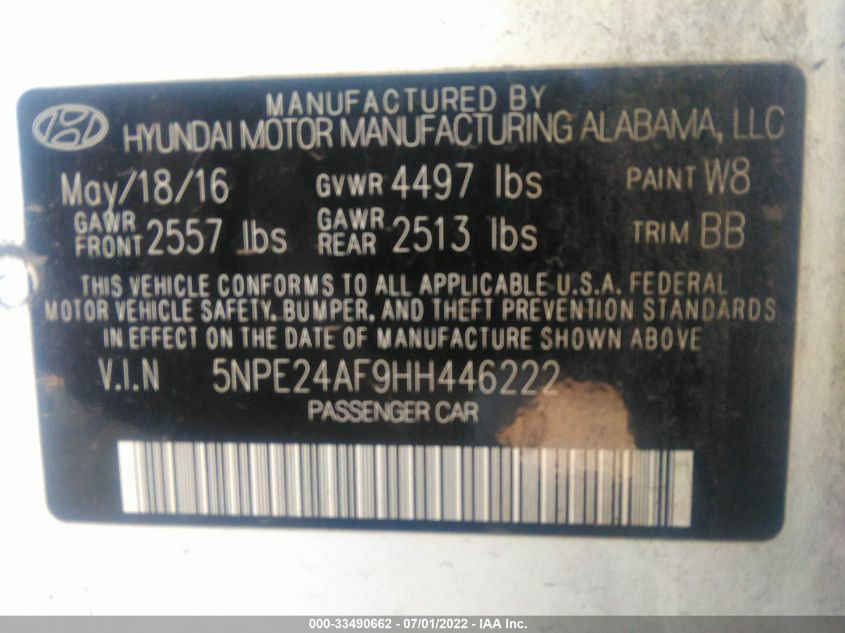 MANUFACTURED BY
HYUNDAI MOTOR MANUFACTURING ALABAMA, LLC
May/18/16 GVWR 4497 lbs PAINT W8
GAWR FRONT 2557 lbs GAWR REAR 2513 lbs TRIM BB
THIS VEHICLE CONFORMS TO ALL APPLICABLE U.S.A. FEDERAL
MOTOR VEHICLE SAFETY, BUMPER, AND THEFT PREVENTION STANDARDS
IN EFFECT ON THE DATE OF MANUFACTURE SHOWN ABOVE
V.I.N 5NPE24AF9HH446222
PASSENGER CAR
000-33490662 - 07/01/2022 - IAA Inc.